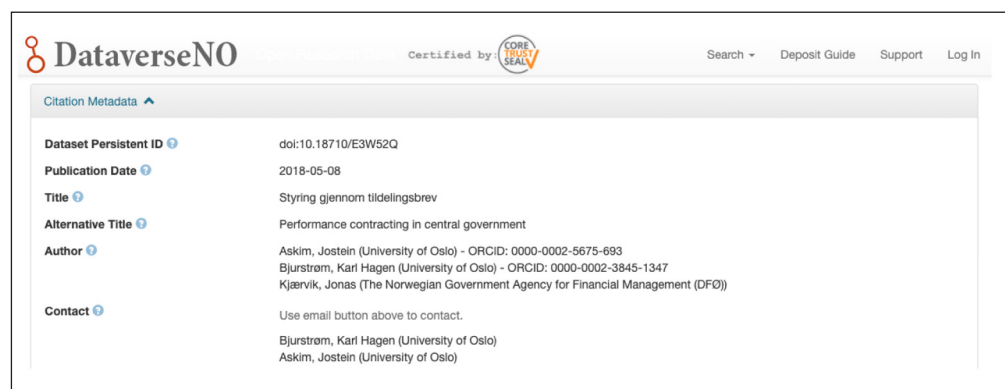 DataverseNO Certified by: CORE TRUST SEAL Search Deposit Guide Support Log In
Citation Metadata
Dataset Persistent ID doi:10.18710/E3W52Q
Publication Date 2018-05-08
Title Styring gjennom tildelingsbrev
Alternative Title Performance contracting in central government
Author Askim, Jostein (University of Oslo) - ORCID: 0000-0002-5675-693
Bjurstrøm, Karl Hagen (University of Oslo) - ORCID: 0000-0002-3845-1347
Kjærvik, Jonas (The Norwegian Government Agency for Financial Management (DFØ))
Contact Use email button above to contact.
Bjurstrøm, Karl Hagen (University of Oslo)
Askim, Jostein (University of Oslo)